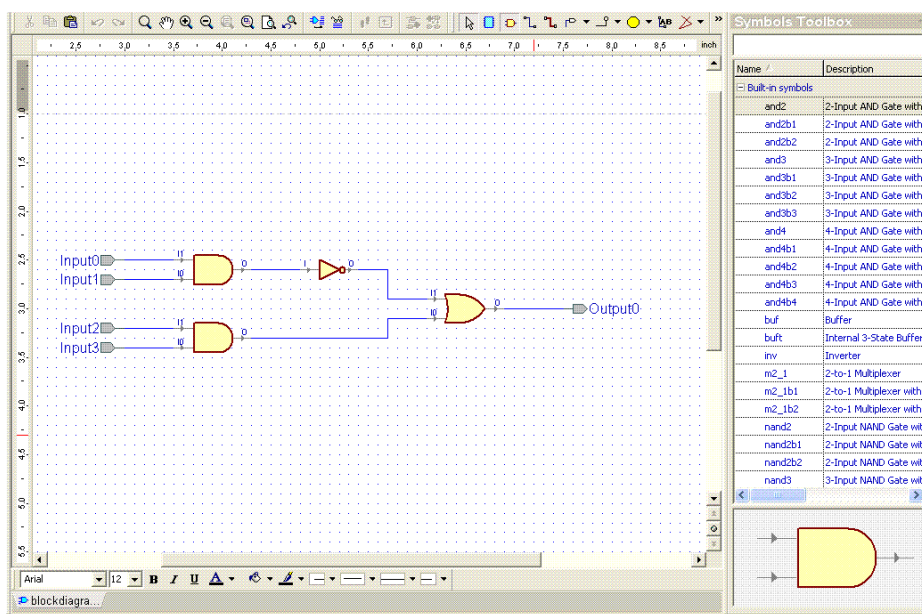 Symbols Toolbox
2,5 3,0 3,5 4,0 4,5 5,0 5,5 6,0 6,5 7,0 7,5 8,0 8,5 inch
1,0
1,5
2,0
2,5
3,0
3,5
4,0
4,5
5,0
5,5
Input0
Input1
Input2
Input3
I1
I0
O
I
O
I1
I0
O
I1
I0
O
Output0
Name Description
Built-in symbols
and2 2-Input AND Gate with
and2b1 2-Input AND Gate with
and2b2 2-Input AND Gate with
and3 3-Input AND Gate with
and3b1 3-Input AND Gate with
and3b2 3-Input AND Gate with
and3b3 3-Input AND Gate with
and4 4-Input AND Gate with
and4b1 4-Input AND Gate with
and4b2 4-Input AND Gate with
and4b3 4-Input AND Gate with
and4b4 4-Input AND Gate with
buf Buffer
buft Internal 3-State Buffer
inv Inverter
m2_1 2-to-1 Multiplexer
m2_1b1 2-to-1 Multiplexer with
m2_1b2 2-to-1 Multiplexer with
nand2 2-Input NAND Gate wit
nand2b1 2-Input NAND Gate wit
nand2b2 2-Input NAND Gate wit
nand3 3-Input NAND Gate wit
Arial 12 B I U A
blockdiagra...